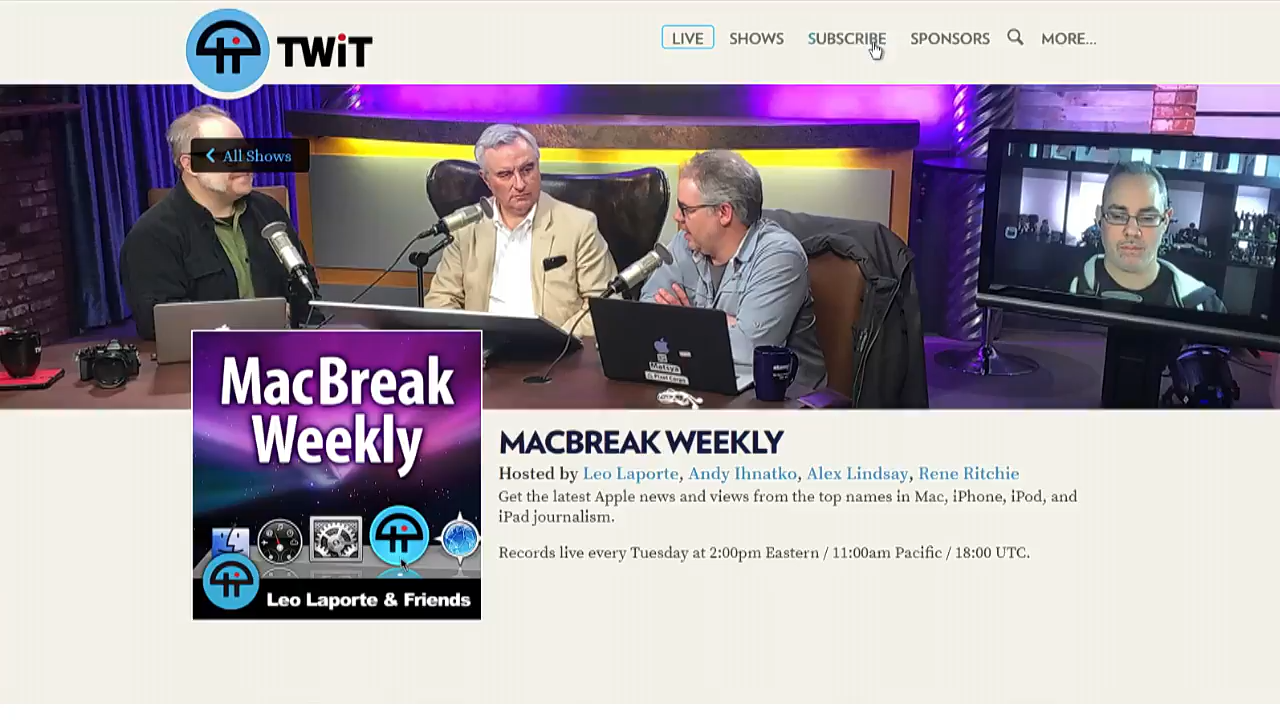 TWiT
LIVE
SHOWS
SUBSCRIBE
SPONSORS
MORE...
All Shows
MacBreak
Weekly
Leo Laporte & Friends
MACBREAK WEEKLY
Hosted by Leo Laporte, Andy Ihnatko, Alex Lindsay, Rene Ritchie
Get the latest Apple news and views from the top names in Mac, iPhone, iPod, and
iPad journalism.
Records live every Tuesday at 2:00pm Eastern / 11:00am Pacific / 18:00 UTC.